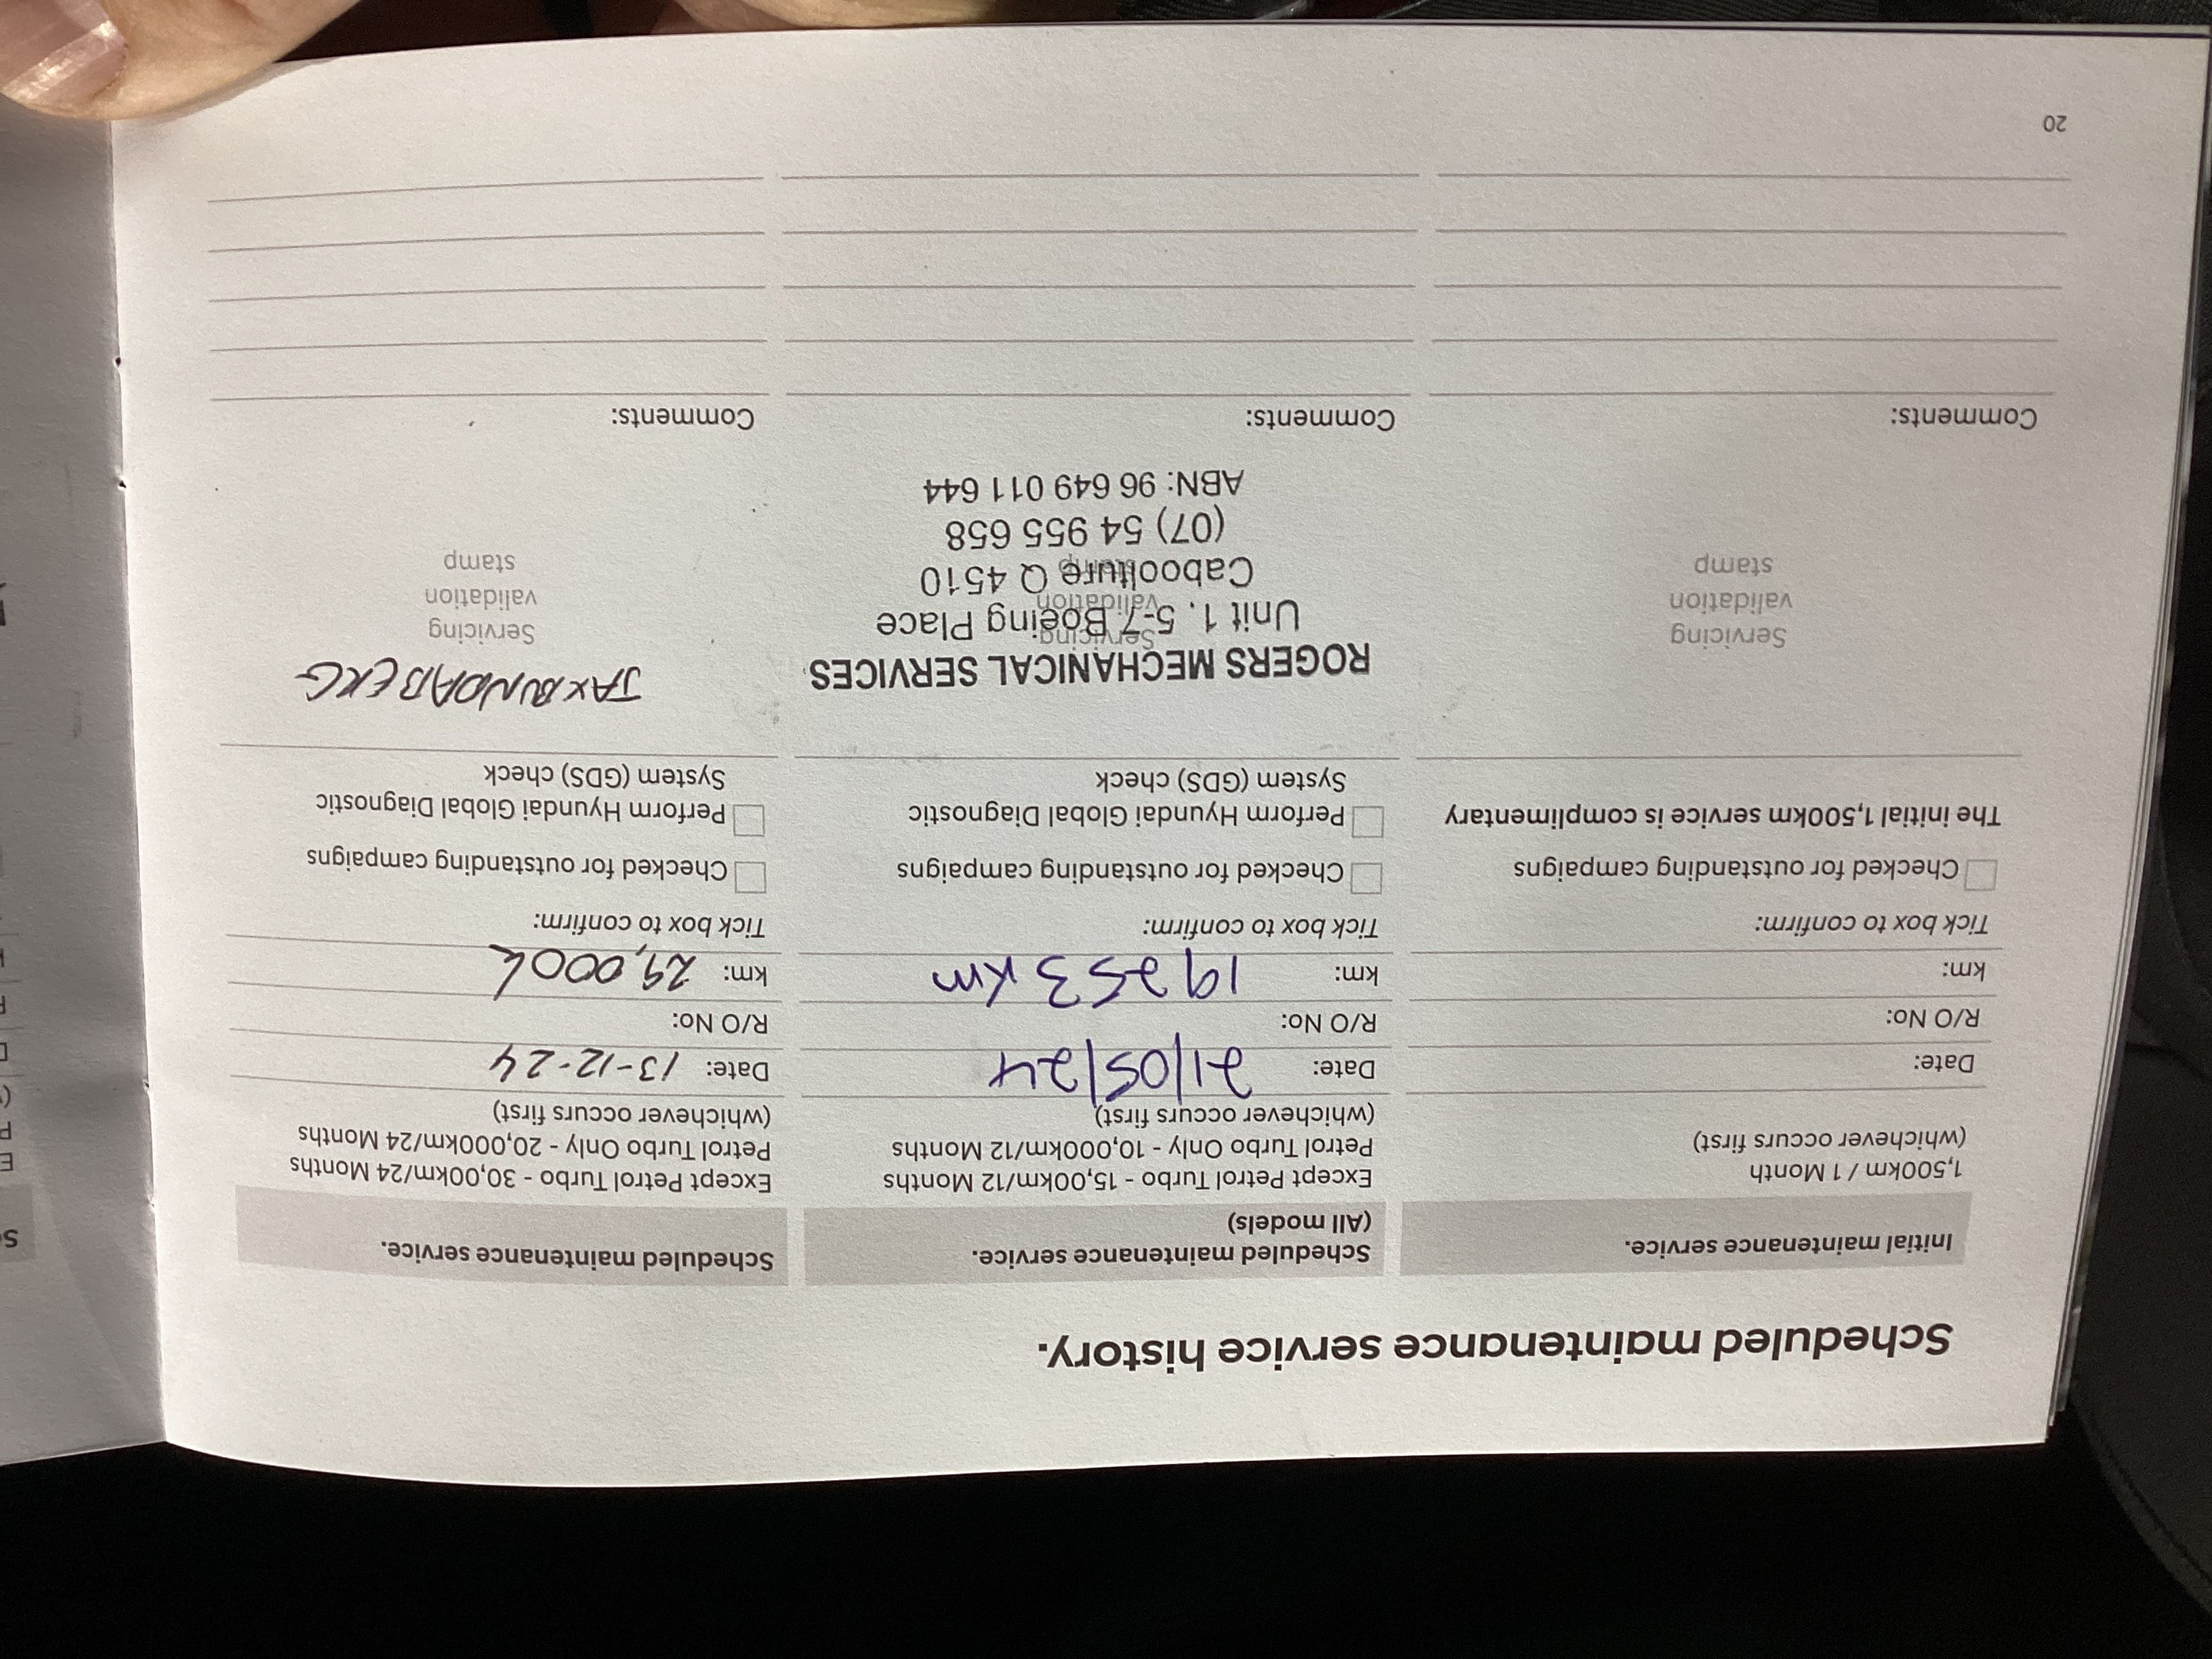 Scheduled maintenance service history.
Initial maintenance service.
1,500km / 1 Month
(whichever occurs first)
Date:
R/O No:
km:
Tick box to confirm:
Checked for outstanding campaigns
The initial 1,500km service is complimentary
Servicing
validation
stamp
Comments:
Scheduled maintenance service.
(All models)
Except Petrol Turbo - 15,00km/12 Months
Petrol Turbo Only - 10,000km/12 Months
(whichever occurs first)
Date: 21/05/24
R/O No:
km: 19253 Km
Tick box to confirm:
Checked for outstanding campaigns
Perform Hyundai Global Diagnostic
System (GDS) check
ROGERS MECHANICAL SERVICES
Servicing
Unit 1. 5-7 Boeing Place
validation
Caboolture Q 4510
stamp
(07) 54 955 658
ABN: 96 649 011 644
Comments:
Scheduled maintenance service.
Except Petrol Turbo - 30,00km/24 Months
Petrol Turbo Only - 20,000km/24 Months
(whichever occurs first)
Date: 13-12-24
R/O No:
km: 29,000k
Tick box to confirm:
Checked for outstanding campaigns
Perform Hyundai Global Diagnostic
System (GDS) check
JAX BUNDABERG
Servicing
validation
stamp
Comments:
20